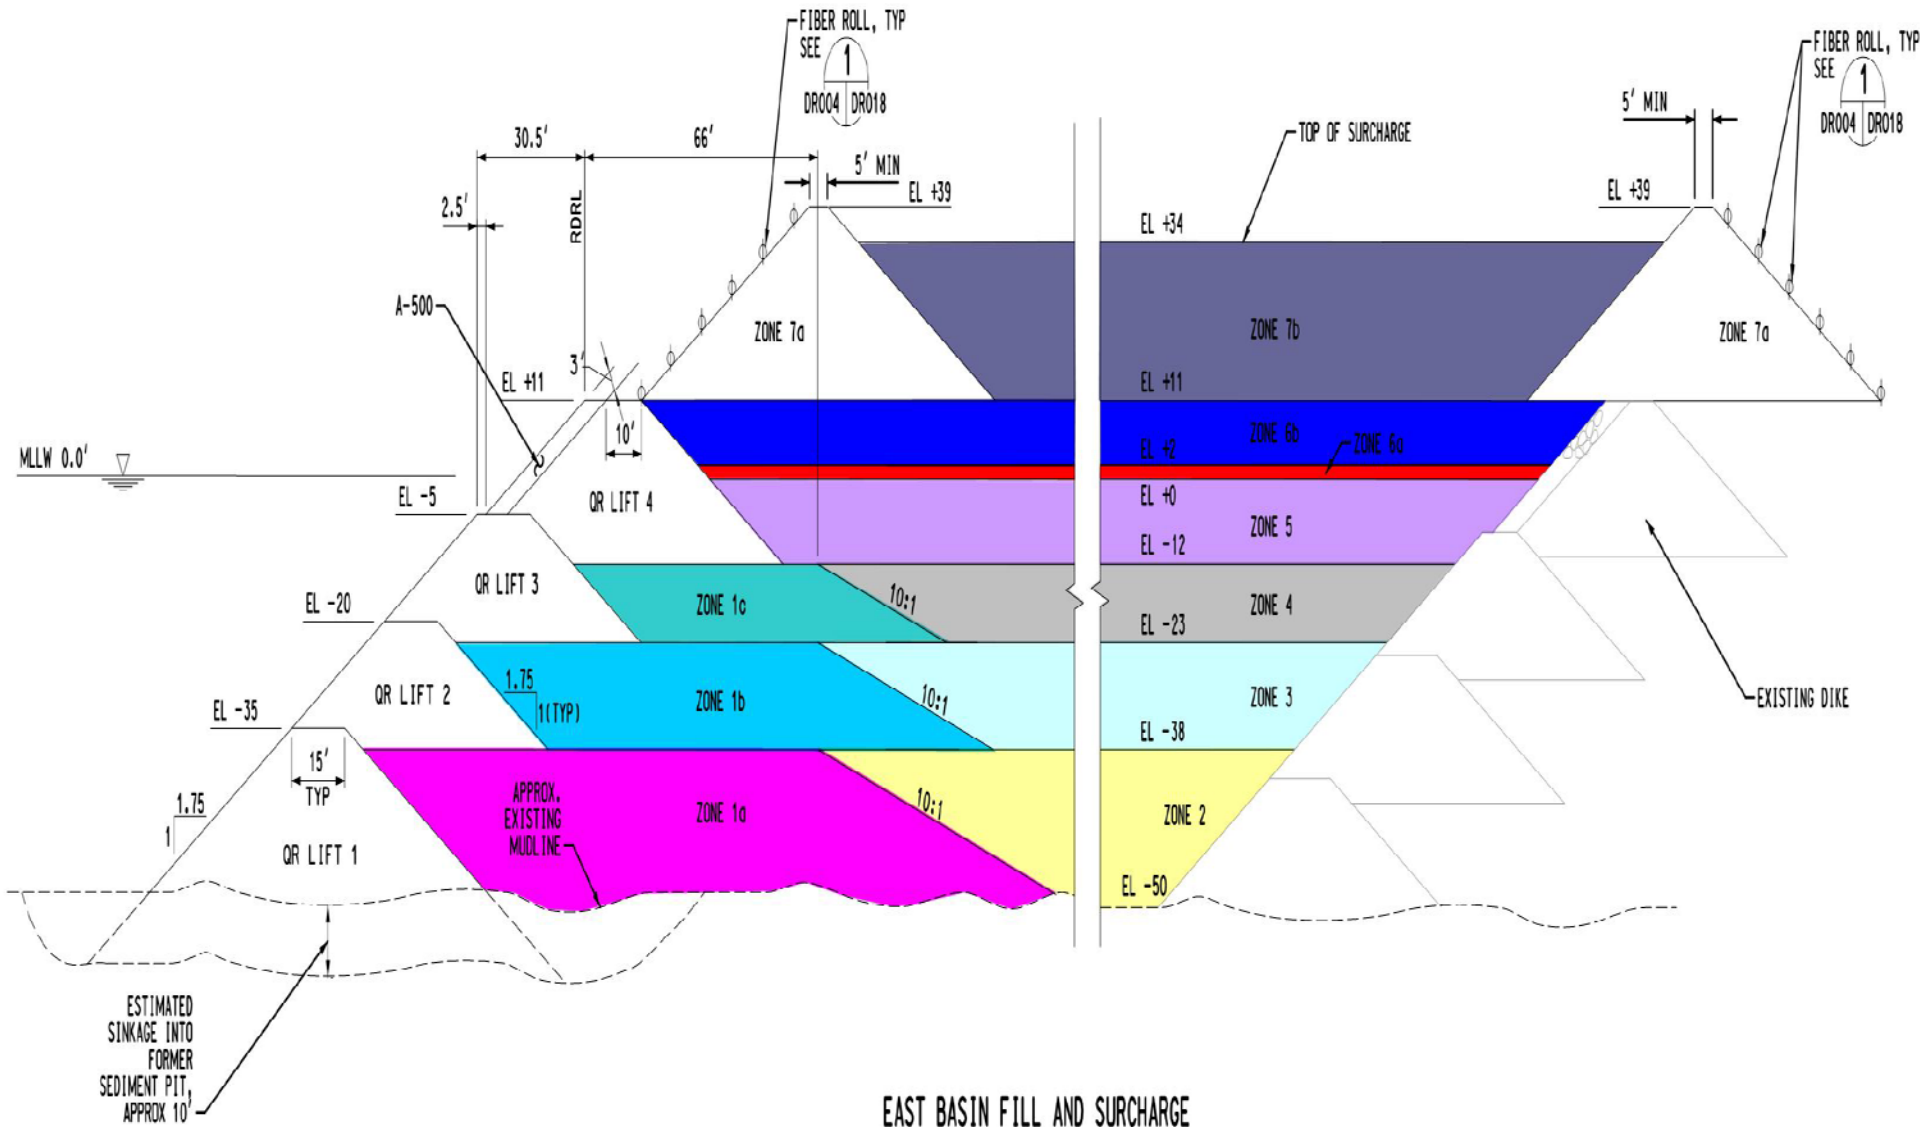 FIBER ROLL, TYP
SEE
1
DR004 DR018
FIBER ROLL, TYP
SEE
1
DR004 DR018
5' MIN
30.5'
66'
TOP OF SURCHARGE
5' MIN
EL +39
EL +39
2.5'
RDRL
EL +34
A-500
ZONE 7a
ZONE 7b
ZONE 7a
3'
EL +11
EL +11
10'
ZONE 6b
EL +2
ZONE 6a
MLLW 0.0'
EL -5
QR LIFT 4
EL +0
ZONE 5
EL -12
QR LIFT 3
EL -20
ZONE 1c
10:1
ZONE 4
EL -23
1.75
1(TYP)
QR LIFT 2
ZONE 1b
10:1
ZONE 3
EXISTING DIKE
EL -35
EL -38
15'
TYP
1.75
1
APPROX.
EXISTING
MUDLINE
ZONE 1a
10:1
ZONE 2
QR LIFT 1
EL -50
ESTIMATED
SINKAGE INTO
FORMER
SEDIMENT PIT,
APPROX 10'
EAST BASIN FILL AND SURCHARGE